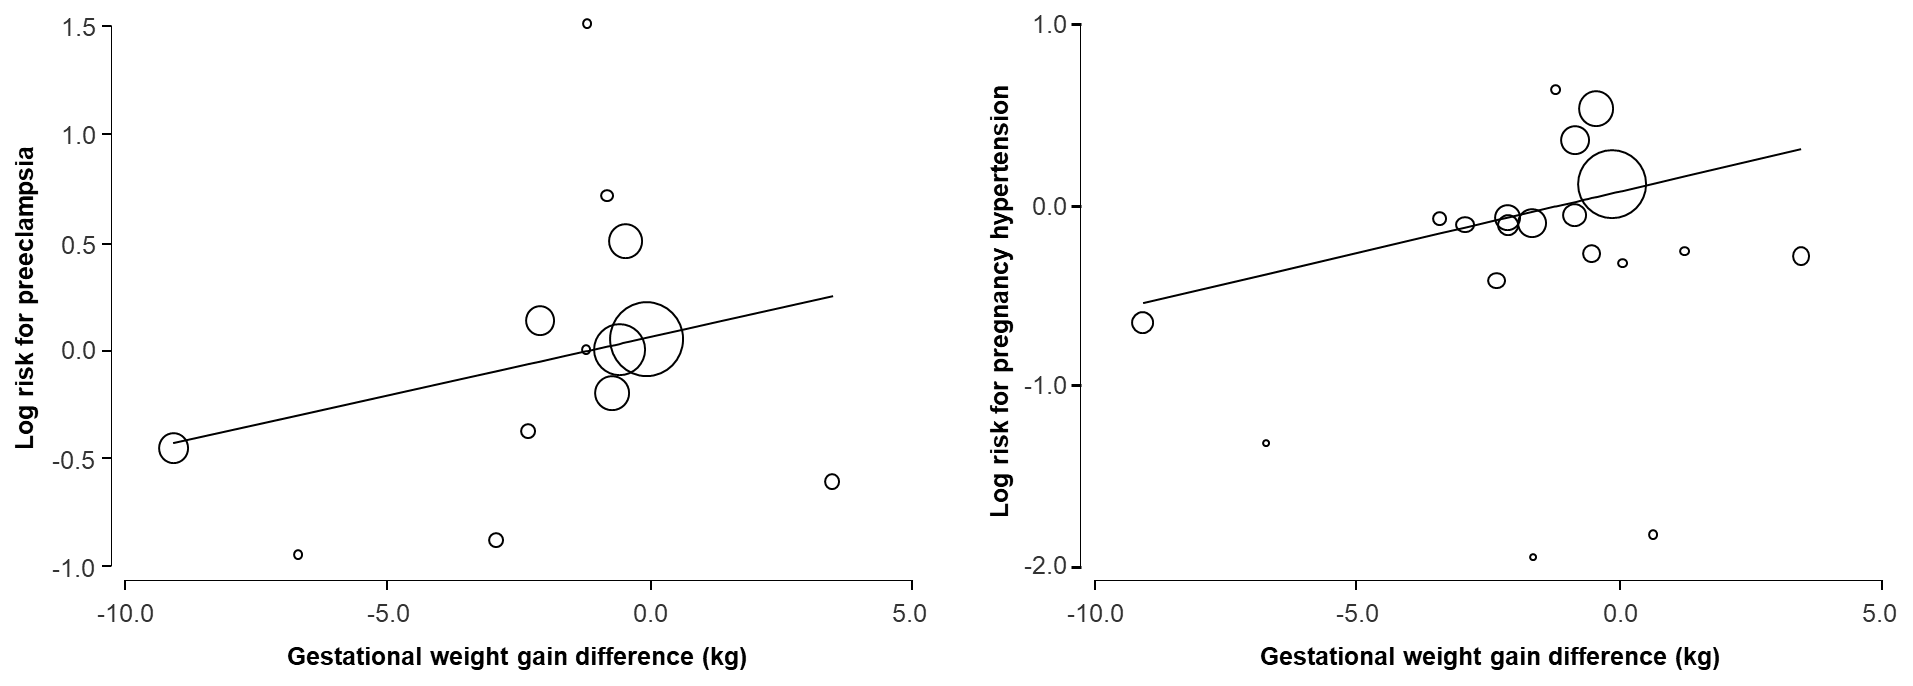 Log risk for preeclampsia
1.5
1.0
0.5
0.0
-0.5
-1.0
-10.0 -5.0 0.0 5.0
Gestational weight gain difference (kg)
Log risk for pregnancy hypertension
1.0
0.0
-1.0
-2.0
-10.0 -5.0 0.0 5.0
Gestational weight gain difference (kg)